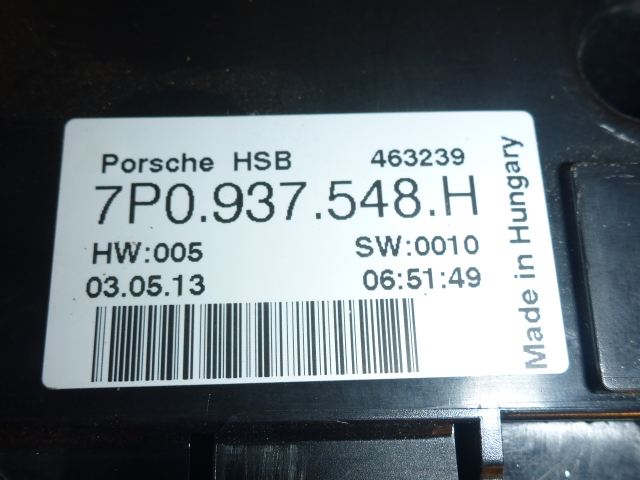 Porsche HSB 463239
7P0.937.548.H
HW:005 SW:0010
03.05.13 06:51:49
Made in Hungary